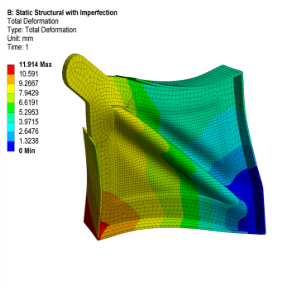 B: Static Structural with Imperfection
Total Deformation
Type: Total Deformation
Unit: mm
Time: 1
11.914 Max
10.591
9.2667
7.9429
6.6191
5.2953
3.9715
2.6476
1.3238
0 Min